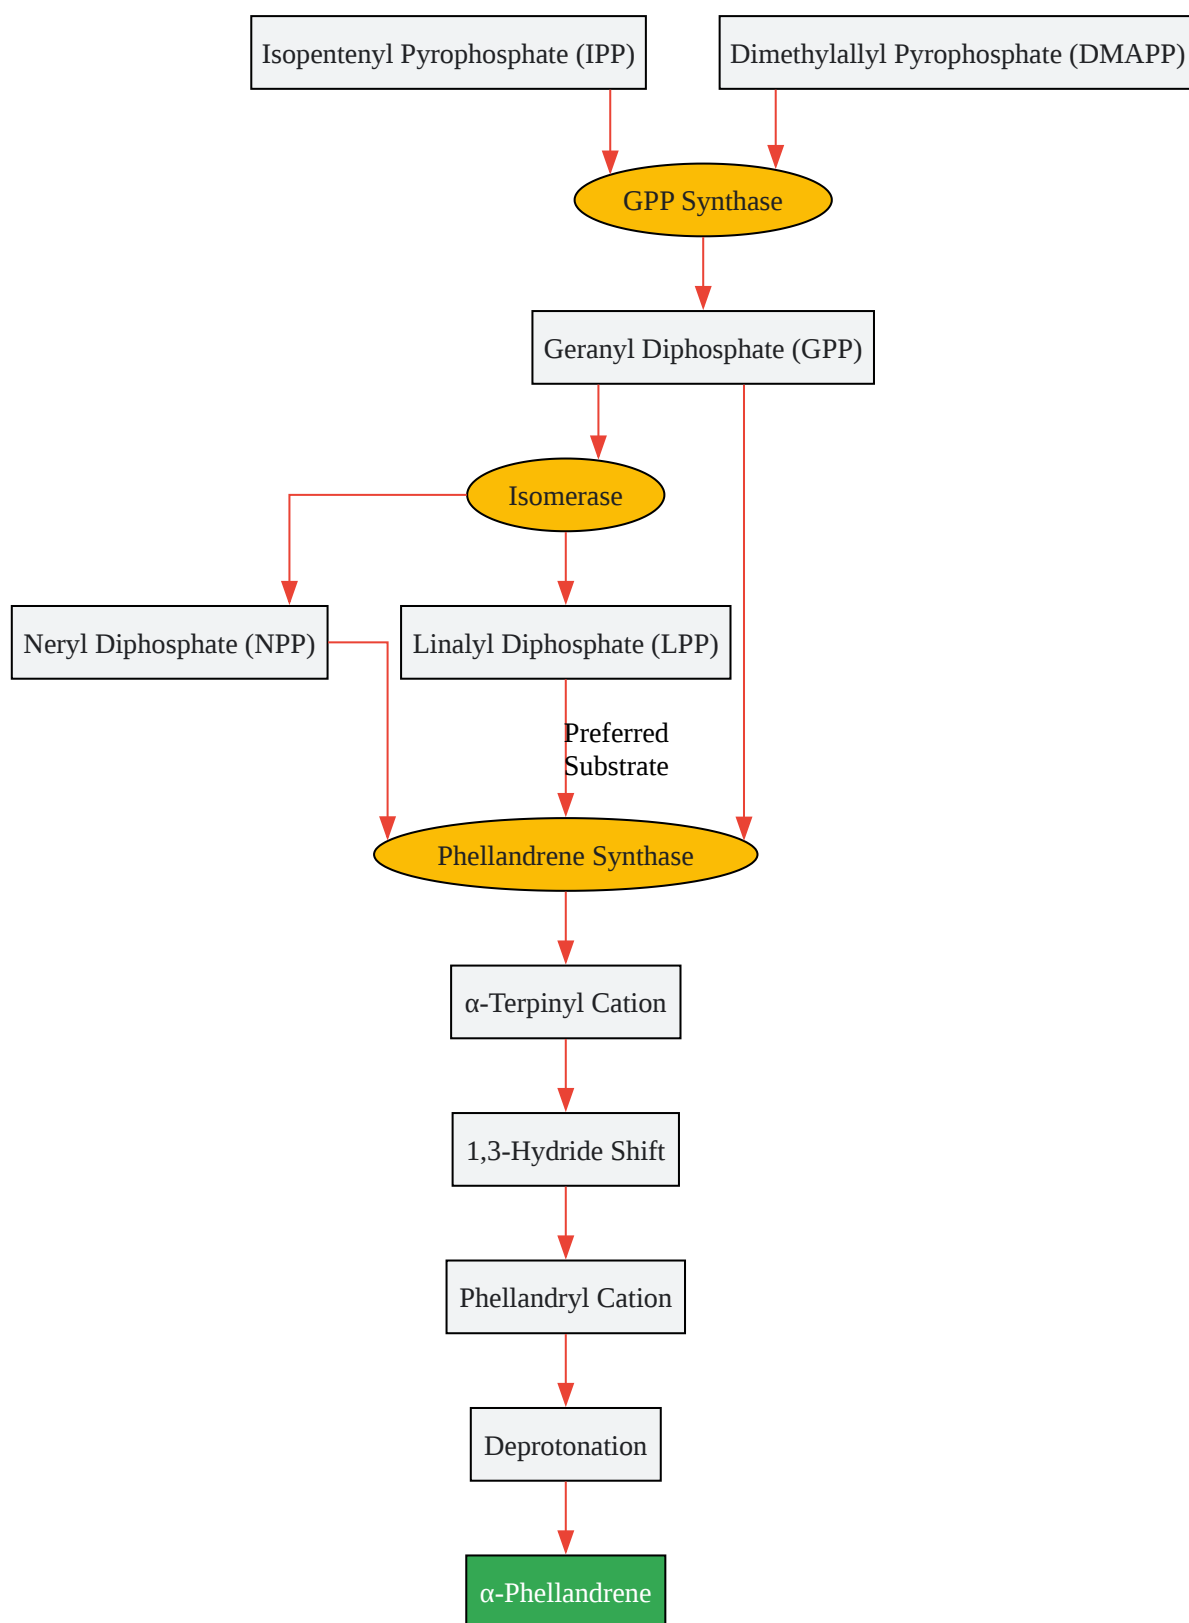 Isopentenyl Pyrophosphate (IPP)
Dimethylallyl Pyrophosphate (DMAPP)
GPP Synthase
Geranyl Diphosphate (GPP)
Isomerase
Neryl Diphosphate (NPP)
Linalyl Diphosphate (LPP)
Preferred
Substrate
Phellandrene Synthase
α-Terpinyl Cation
1,3-Hydride Shift
Phellandryl Cation
Deprotonation
α-Phellandrene